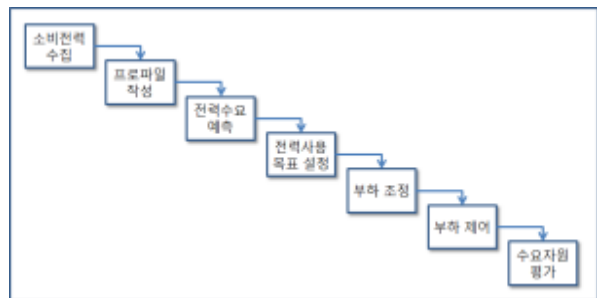 소비전력
수집
프로파일
작성
전력수요
예측
전력사용
목표 설정
부하 조정
부하 제어
수요자원
평가